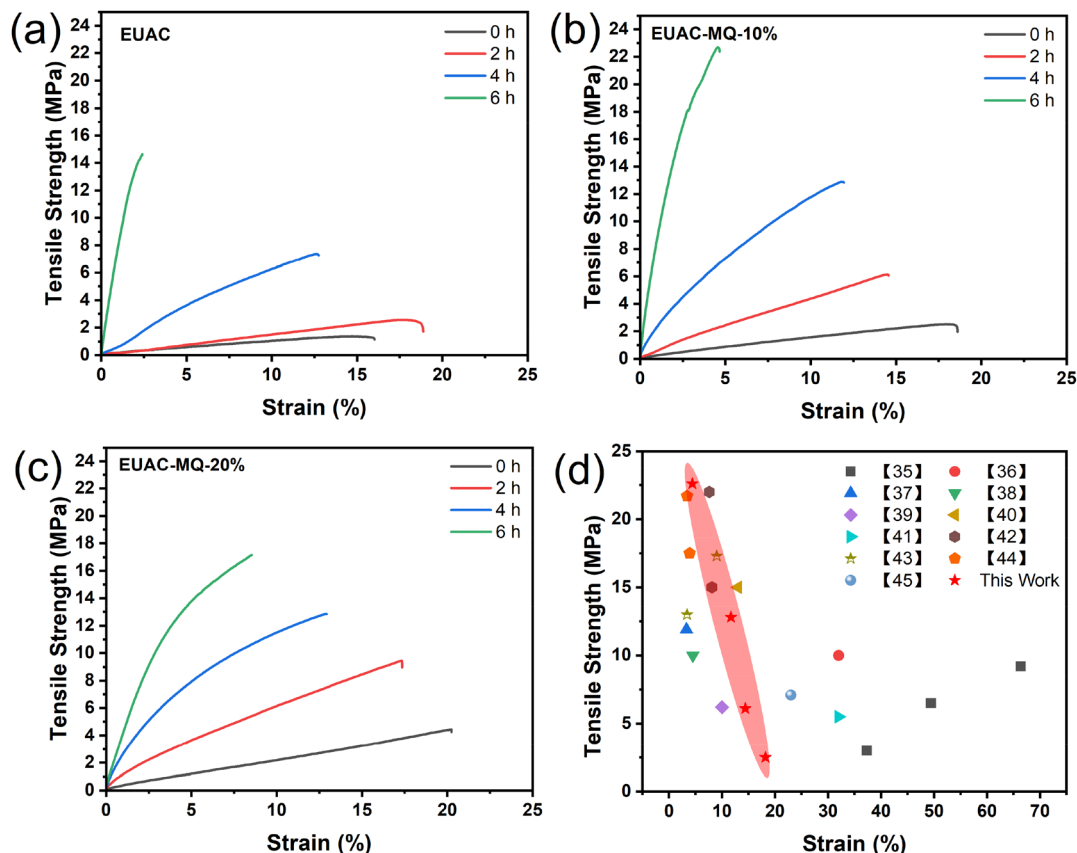 (a)
EUAC
0 h
2 h
4 h
6 h
24
22
20
18
16
14
12
10
8
6
4
2
0
Tensile Strength (MPa)
0 5 10 15 20 25
Strain (%)
(b)
EUAC-MQ-10%
0 h
2 h
4 h
6 h
24
22
20
18
16
14
12
10
8
6
4
2
0
Tensile Strength (MPa)
0 5 10 15 20 25
Strain (%)
(c)
EUAC-MQ-20%
0 h
2 h
4 h
6 h
24
22
20
18
16
14
12
10
8
6
4
2
0
Tensile Strength (MPa)
0 5 10 15 20 25
Strain (%)
(d)
【35】 【36】
【37】 【38】
【39】 【40】
【41】 【42】
【43】 【44】
【45】 This Work
25
20
15
10
5
0
Tensile Strength (MPa)
0 10 20 30 40 50 60 70
Strain (%)